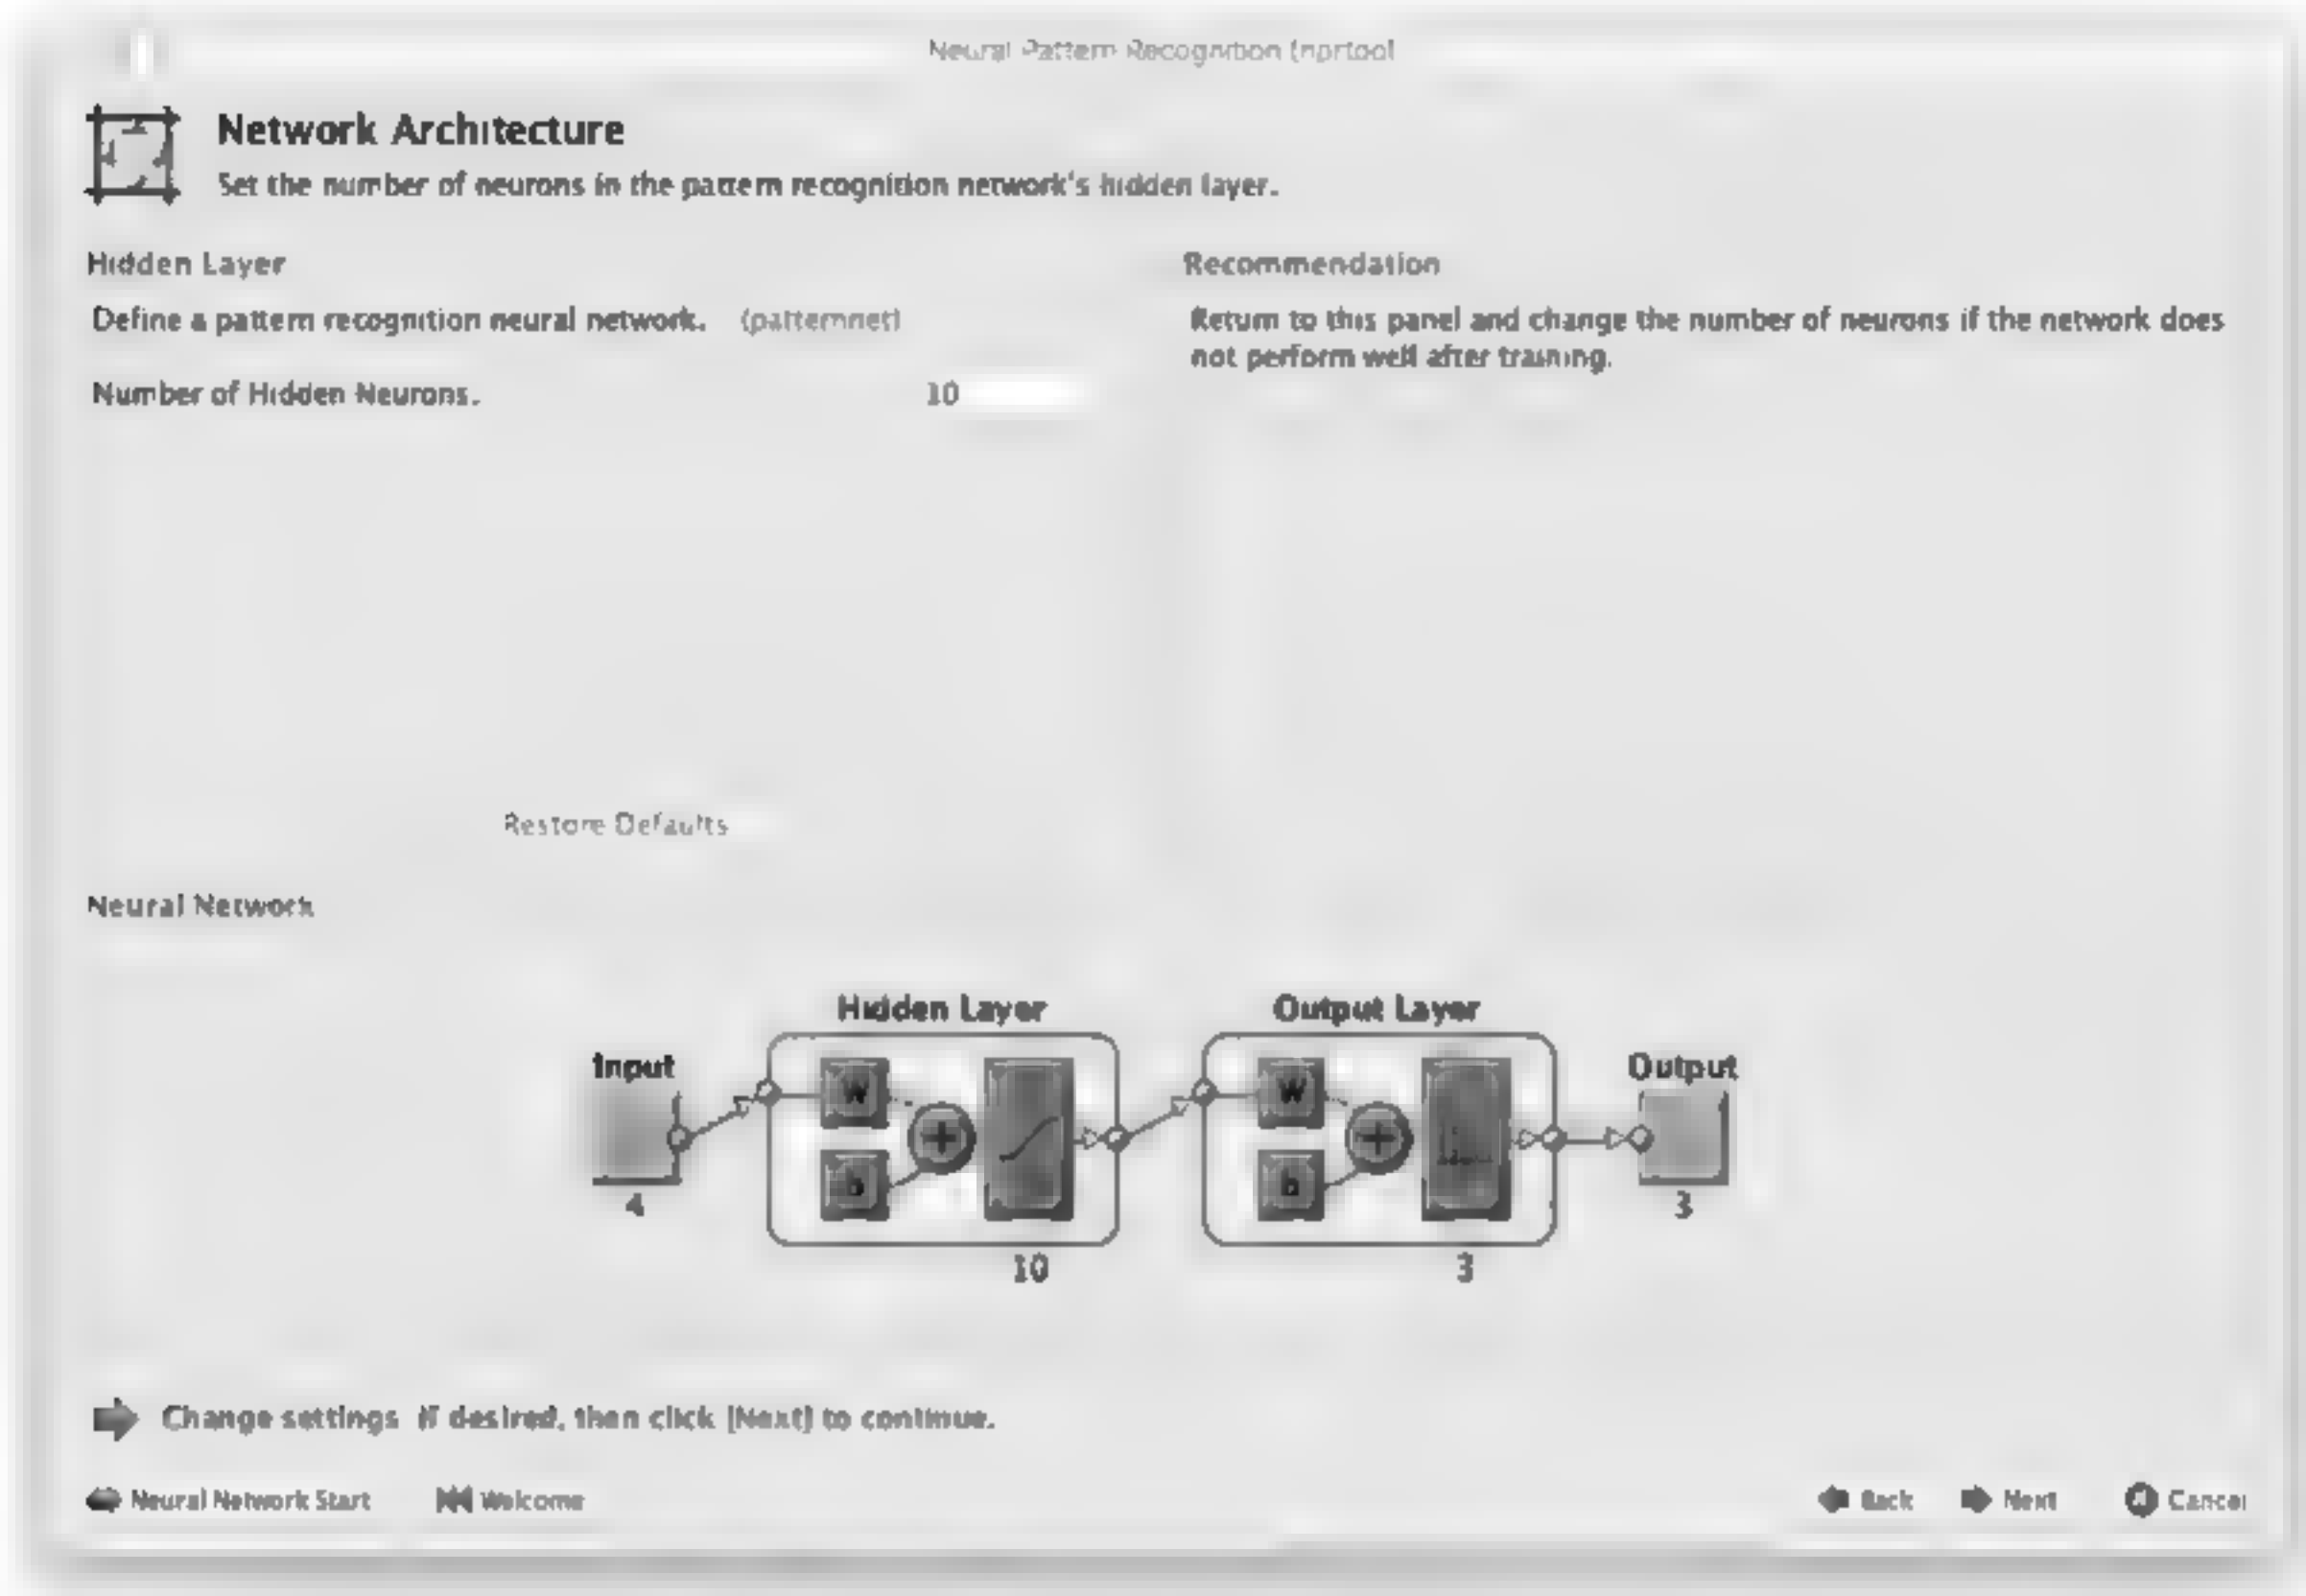 Neural Pattern Recognition (nprtool
Network Architecture
Set the number of neurons in the pattern recognition network's hidden layer.
Hidden Layer
Define a pattern recognition neural network. (patternnet)
Number of Hidden Neurons. 10
Recommendation
Return to this panel and change the number of neurons if the network does
not perform well after training.
Restore Defaults
Neural Network
Hidden Layer
Output Layer
Input
Output
W
W
b
b
4
3
10
3
Change settings if desired, then click [Next] to continue.
Neural Network Start
Welcome
Back
Next
Cancel